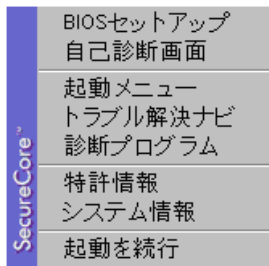 BIOSセットアップ
自己診断画面
起動メニュー
トラブル解決ナビ
診断プログラム
特許情報
システム情報
起動を続行
SecureCore™